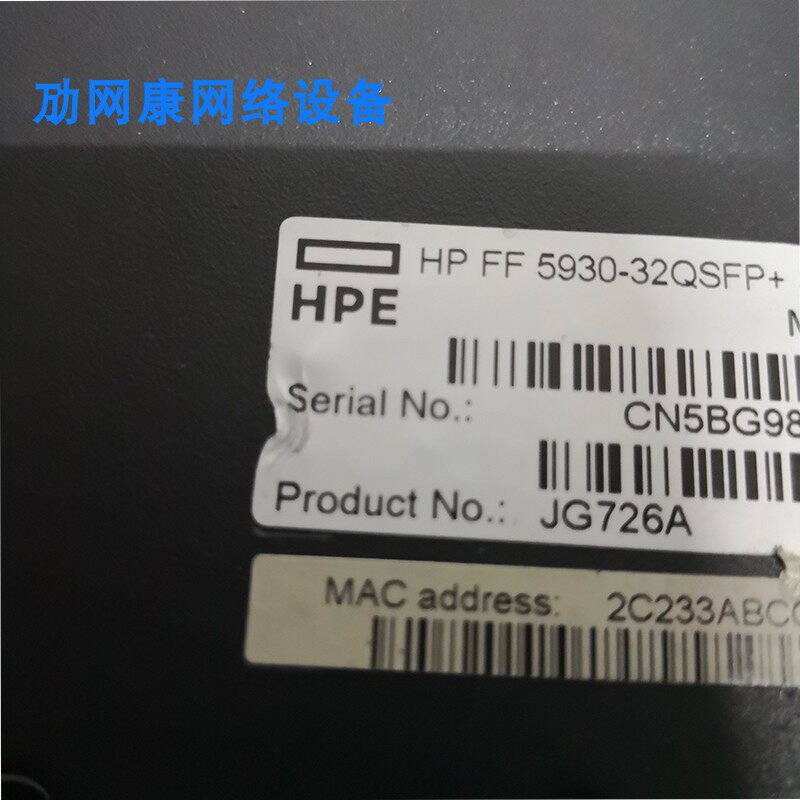 劢网康网络设备
HP FF 5930-32QSFP+
HPE
Serial No.: CN5BG98
Product No.: JG726A
MAC address: 2C233ABC